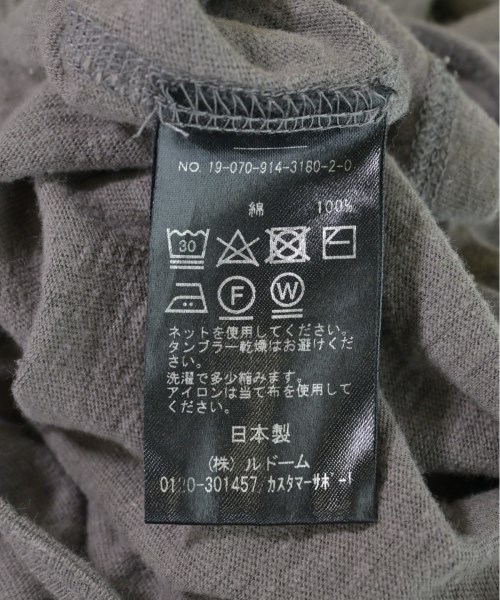 NO. 19-070-914-3180-2-0
綿 100%
30
F W
ネットを使用してください。
タンブラー乾燥はお避けくだ
さい。
洗濯で多少縮みます。
アイロンは当て布を使用して
ください。
日本製
(株) ルドーム
0120-301457/カスタマーサポート